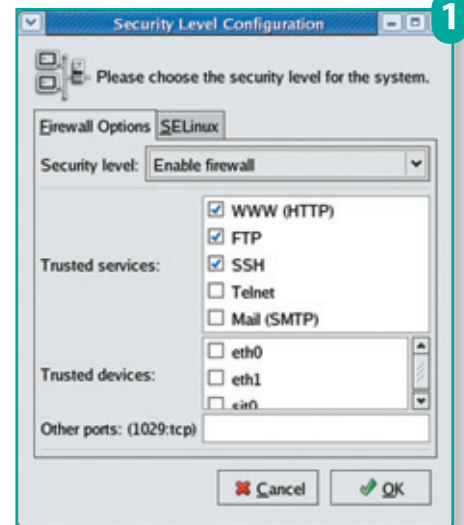 1
Security Level Configuration
Please choose the security level for the system.
Firewall Options SELinux
Security level: Enable firewall
Trusted services:
WWW (HTTP)
FTP
SSH
Telnet
Mail (SMTP)
Trusted devices:
eth0
eth1
sit0
Other ports: (1029:tcp)
Cancel OK